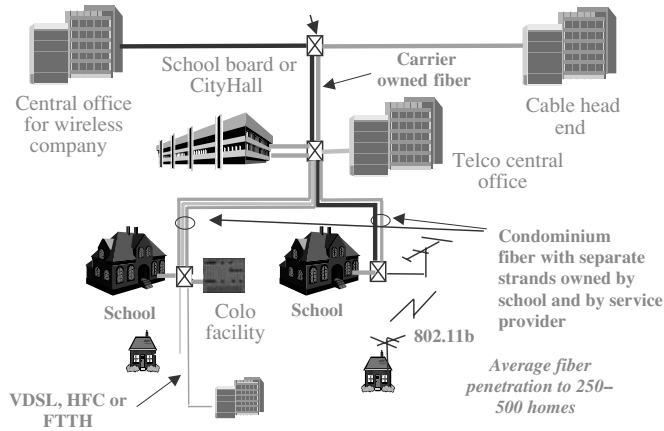 School board or
CityHall
Carrier
owned fiber
Central office
for wireless
company
Cable head
end
Telco central
office
Condominium
fiber with separate
strands owned by
school and by service
provider
School
Colo
facility
School
802.11b
Average fiber
penetration to 250–
500 homes
VDSL, HFC or
FTTH